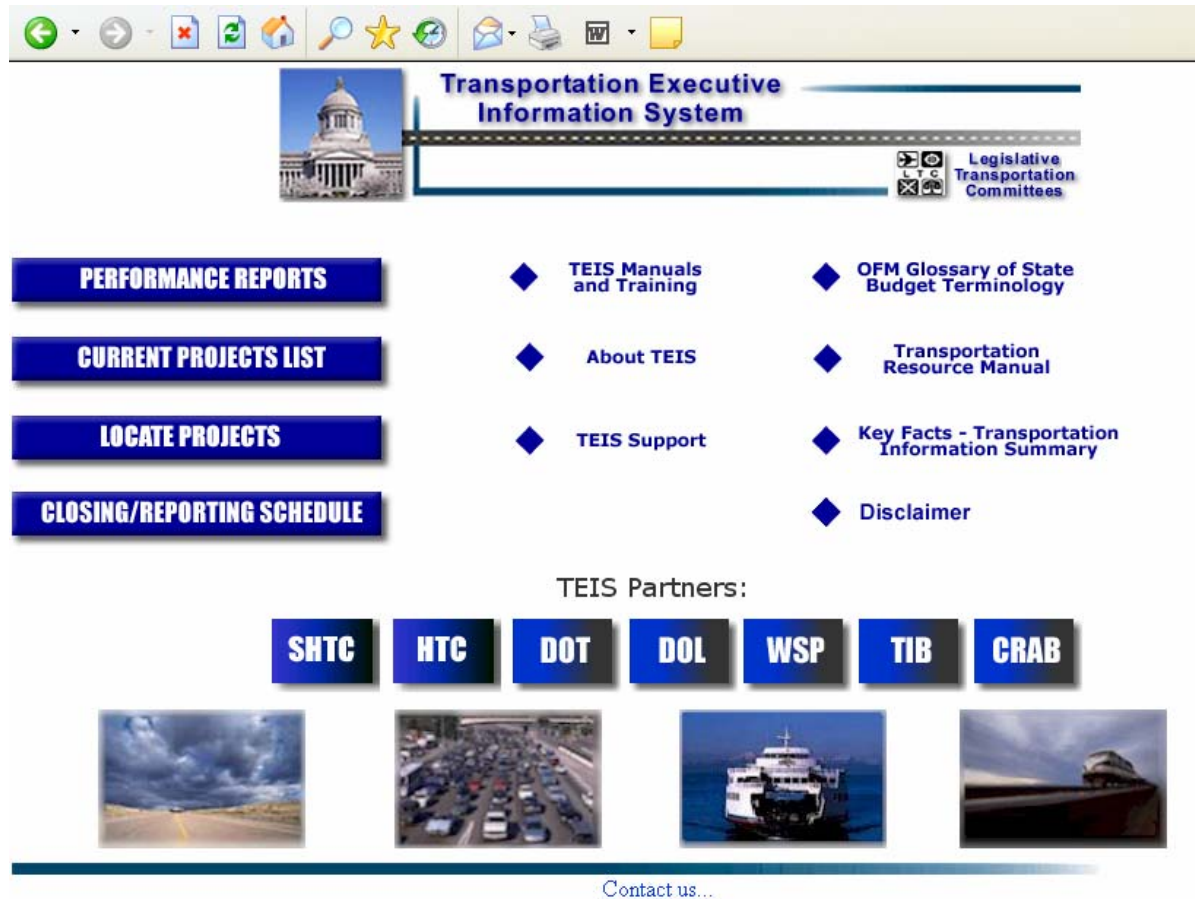 Transportation Executive
Information System
L T C
Legislative
Transportation
Committees
PERFORMANCE REPORTS
TEIS Manuals
and Training
OFM Glossary of State
Budget Terminology
CURRENT PROJECTS LIST
About TEIS
Transportation
Resource Manual
LOCATE PROJECTS
TEIS Support
Key Facts - Transportation
Information Summary
CLOSING/REPORTING SCHEDULE
Disclaimer
TEIS Partners:
SHTC HTC DOT DOL WSP TIB CRAB
Contact us...